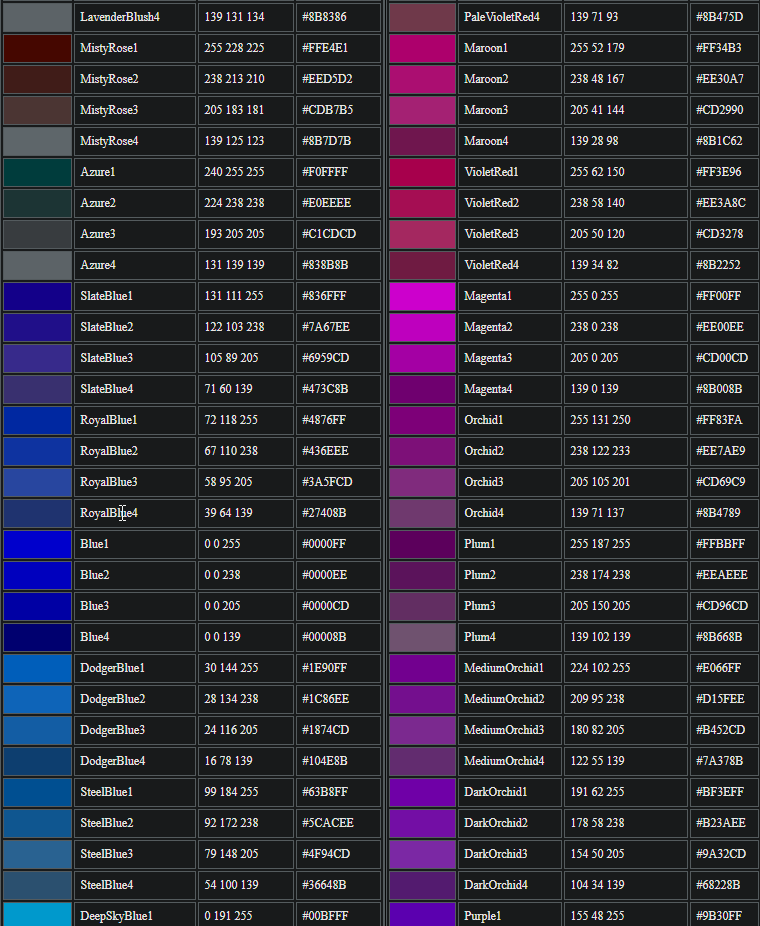 LavenderBlush4 139 131 134 #8B8386 PaleVioletRed4 139 71 93 #8B475D
MistyRose1 255 228 225 #FFE4E1 Maroon1 255 52 179 #FF34B3
MistyRose2 238 213 210 #EED5D2 Maroon2 238 48 167 #EE30A7
MistyRose3 205 183 181 #CDB7B5 Maroon3 205 41 144 #CD2990
MistyRose4 139 125 123 #8B7D7B Maroon4 139 28 98 #8B1C62
Azure1 240 255 255 #F0FFFF VioletRed1 255 62 150 #FF3E96
Azure2 224 238 238 #E0EEEE VioletRed2 238 58 140 #EE3A8C
Azure3 193 205 205 #C1CDCD VioletRed3 205 50 120 #CD3278
Azure4 131 139 139 #838B8B VioletRed4 139 34 82 #8B2252
SlateBlue1 131 111 255 #836FFF Magenta1 255 0 255 #FF00FF
SlateBlue2 122 103 238 #7A67EE Magenta2 238 0 238 #EE00EE
SlateBlue3 105 89 205 #6959CD Magenta3 205 0 205 #CD00CD
SlateBlue4 71 60 139 #473C8B Magenta4 139 0 139 #8B008B
RoyalBlue1 72 118 255 #4876FF Orchid1 255 131 250 #FF83FA
RoyalBlue2 67 110 238 #436EEE Orchid2 238 122 233 #EE7AE9
RoyalBlue3 58 95 205 #3A5FCD Orchid3 205 105 201 #CD69C9
RoyalBlue4 39 64 139 #27408B Orchid4 139 71 137 #8B4789
Blue1 0 0 255 #0000FF Plum1 255 187 255 #FFBBFF
Blue2 0 0 238 #0000EE Plum2 238 174 238 #EEAEEE
Blue3 0 0 205 #0000CD Plum3 205 150 205 #CD96CD
Blue4 0 0 139 #00008B Plum4 139 102 139 #8B668B
DodgerBlue1 30 144 255 #1E90FF MediumOrchid1 224 102 255 #E066FF
DodgerBlue2 28 134 238 #1C86EE MediumOrchid2 209 95 238 #D15FEE
DodgerBlue3 24 116 205 #1874CD MediumOrchid3 180 82 205 #B452CD
DodgerBlue4 16 78 139 #104E8B MediumOrchid4 122 55 139 #7A378B
SteelBlue1 99 184 255 #63B8FF DarkOrchid1 191 62 255 #BF3EFF
SteelBlue2 92 172 238 #5CACEE DarkOrchid2 178 58 238 #B23AEE
SteelBlue3 79 148 205 #4F94CD DarkOrchid3 154 50 205 #9A32CD
SteelBlue4 54 100 139 #36648B DarkOrchid4 104 34 139 #68228B
DeepSkyBlue1 0 191 255 #00BFFF Purple1 155 48 255 #9B30FF